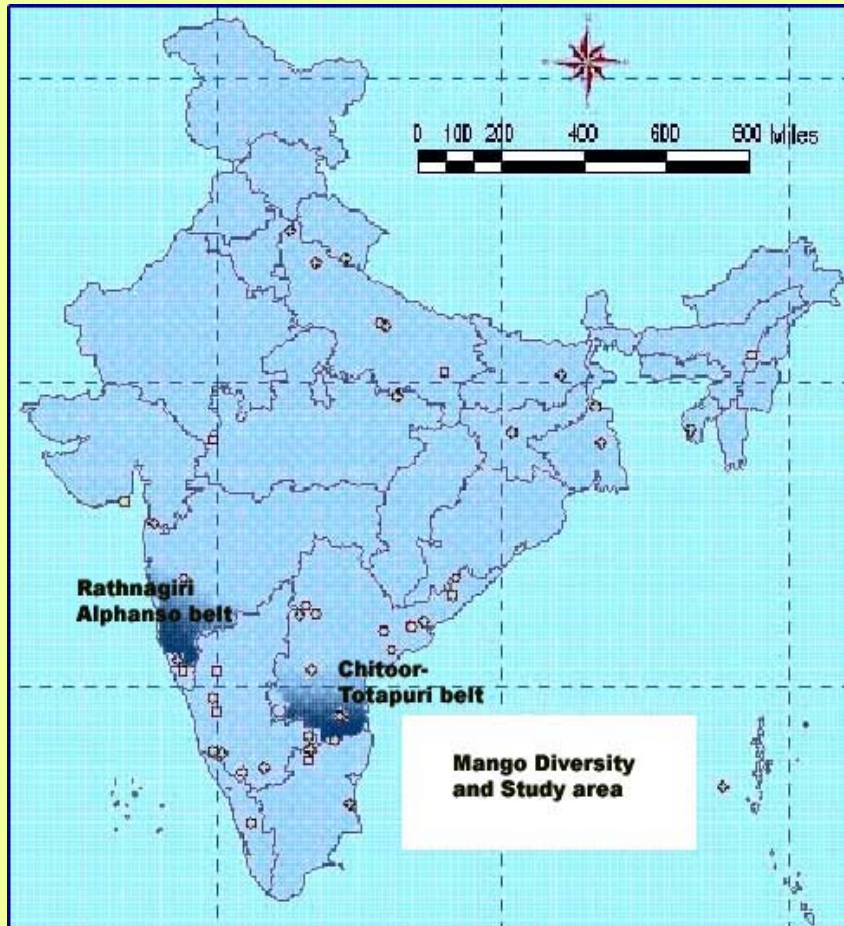 0 100 200 400 600 800 Miles
Rathnagiri
Alphanso belt
Chitoor-
Totapuri belt
Mango Diversity
and Study area